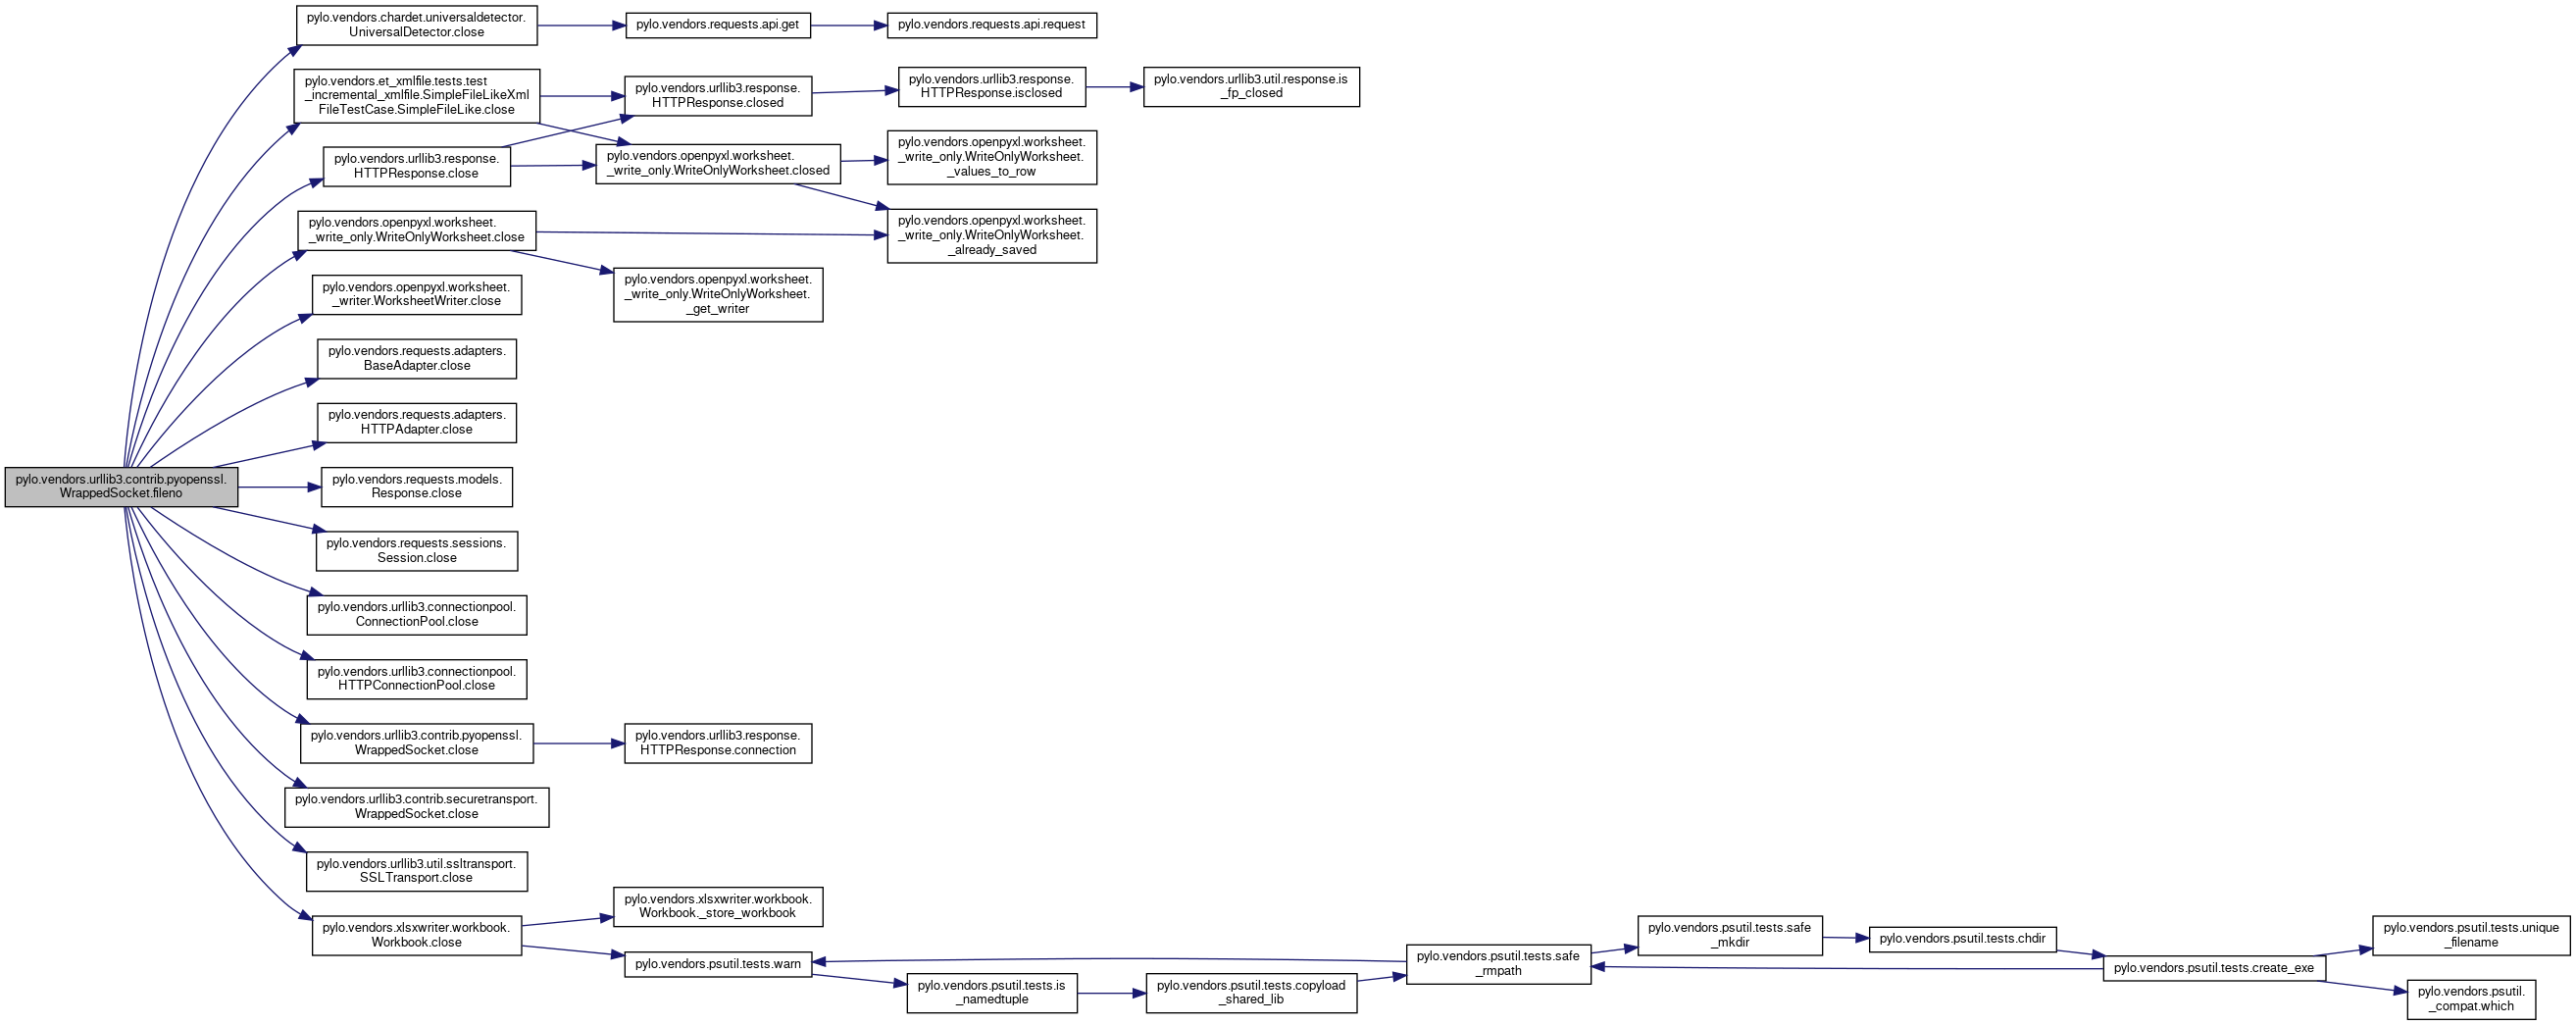 pylo.vendors.urllib3.contrib.pyopenssl.
WrappedSocket.fileno
pylo.vendors.chardet.universaldetector.
UniversalDetector.close
pylo.vendors.requests.api.get
pylo.vendors.requests.api.request
pylo.vendors.et_xmlfile.tests.test
_incremental_xmlfile.SimpleFileLikeXml
FileTestCase.SimpleFileLike.close
pylo.vendors.urllib3.response.
HTTPResponse.closed
pylo.vendors.urllib3.response.
HTTPResponse.isclosed
pylo.vendors.urllib3.util.response.is
_fp_closed
pylo.vendors.urllib3.response.
HTTPResponse.close
pylo.vendors.openpyxl.worksheet.
_write_only.WriteOnlyWorksheet.closed
pylo.vendors.openpyxl.worksheet.
_write_only.WriteOnlyWorksheet.
_values_to_row
pylo.vendors.openpyxl.worksheet.
_write_only.WriteOnlyWorksheet.
_already_saved
pylo.vendors.openpyxl.worksheet.
_write_only.WriteOnlyWorksheet.close
pylo.vendors.openpyxl.worksheet.
_write_only.WriteOnlyWorksheet.
_get_writer
pylo.vendors.openpyxl.worksheet.
_writer.WorksheetWriter.close
pylo.vendors.requests.adapters.
BaseAdapter.close
pylo.vendors.requests.adapters.
HTTPAdapter.close
pylo.vendors.requests.models.
Response.close
pylo.vendors.requests.sessions.
Session.close
pylo.vendors.urllib3.connectionpool.
ConnectionPool.close
pylo.vendors.urllib3.connectionpool.
HTTPConnectionPool.close
pylo.vendors.urllib3.contrib.pyopenssl.
WrappedSocket.close
pylo.vendors.urllib3.response.
HTTPResponse.connection
pylo.vendors.urllib3.contrib.securetransport.
WrappedSocket.close
pylo.vendors.urllib3.util.ssltransport.
SSLTransport.close
pylo.vendors.xlsxwriter.workbook.
Workbook.close
pylo.vendors.xlsxwriter.workbook.
Workbook._store_workbook
pylo.vendors.psutil.tests.warn
pylo.vendors.psutil.tests.is
_namedtuple
pylo.vendors.psutil.tests.copyload
_shared_lib
pylo.vendors.psutil.tests.safe
_rmpath
pylo.vendors.psutil.tests.safe
_mkdir
pylo.vendors.psutil.tests.chdir
pylo.vendors.psutil.tests.create_exe
pylo.vendors.psutil.tests.unique
_filename
pylo.vendors.psutil.
_compat.which